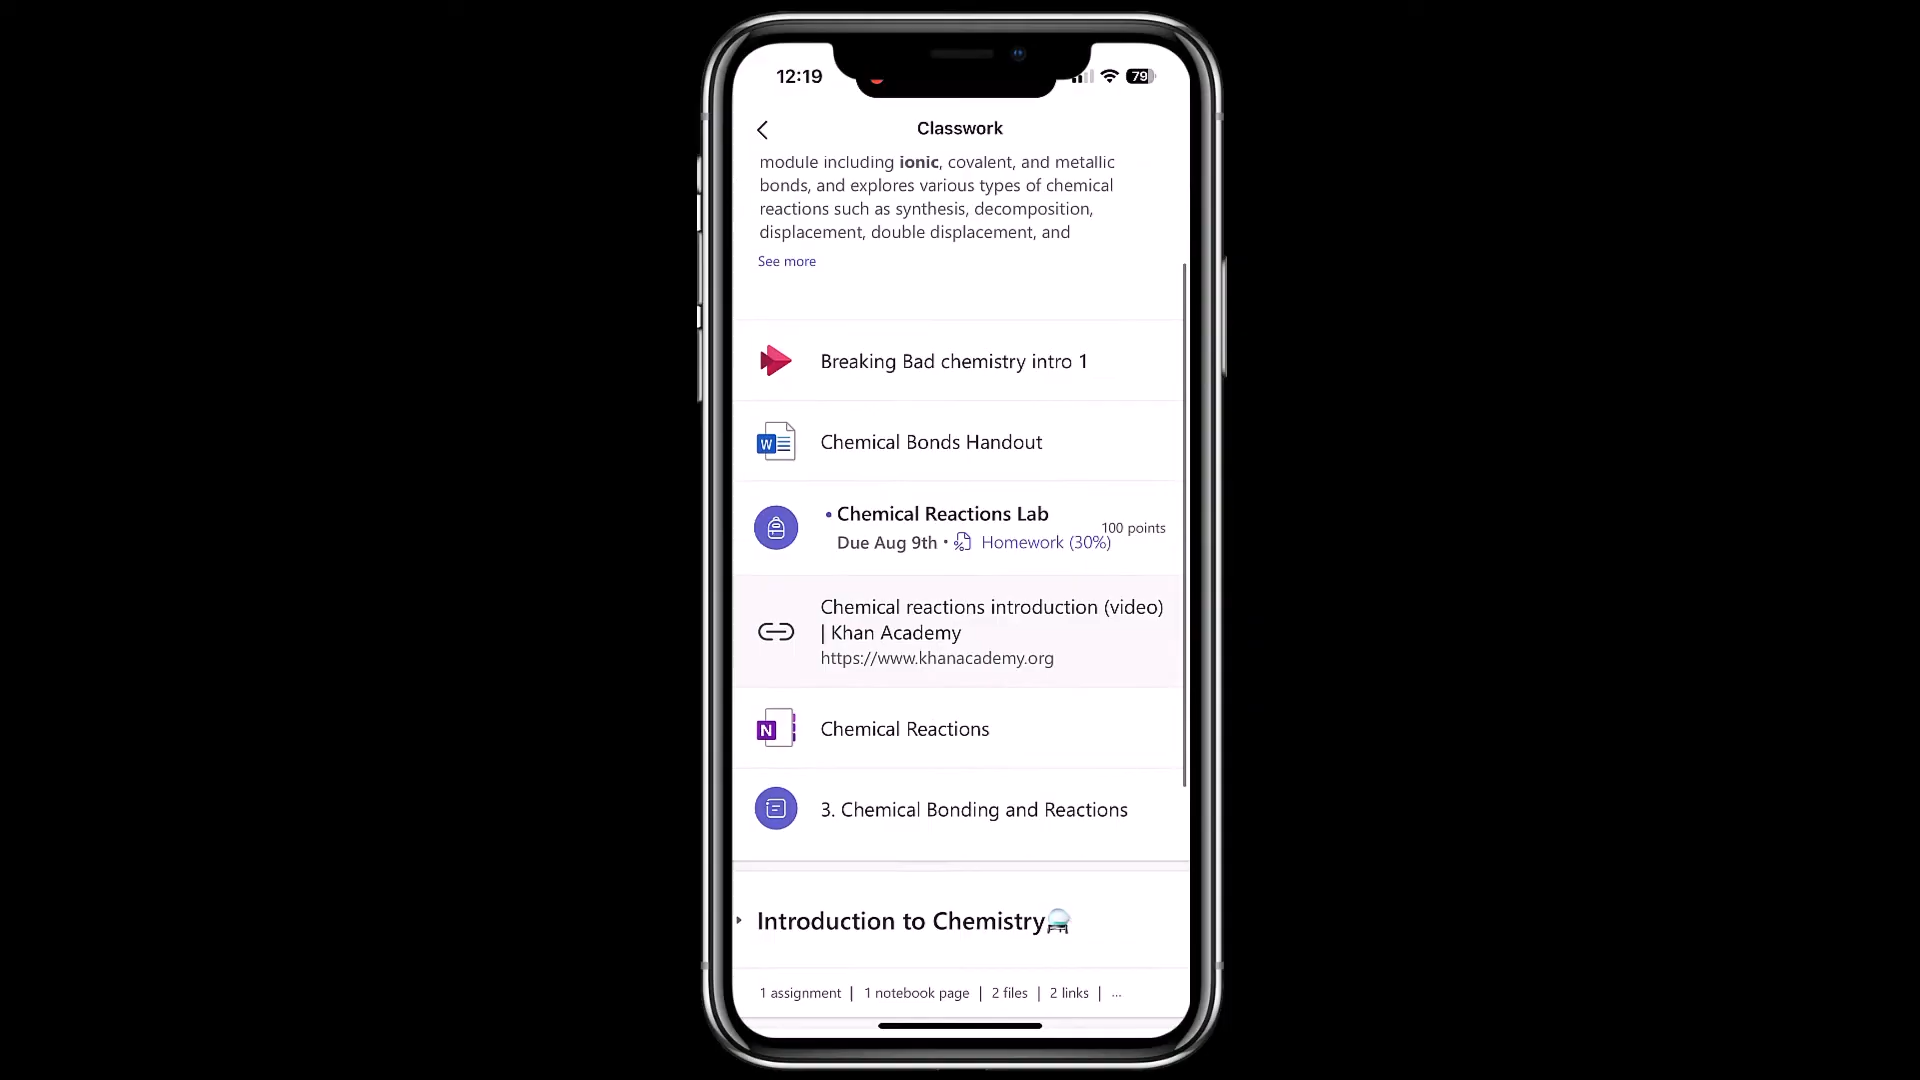 12:19
79
Classwork
module including ionic, covalent, and metallic
bonds, and explores various types of chemical
reactions such as synthesis, decomposition,
displacement, double displacement, and
See more
Breaking Bad chemistry intro 1
W
Chemical Bonds Handout
• Chemical Reactions Lab
100 points
Due Aug 9th • Homework (30%)
Chemical reactions introduction (video)
| Khan Academy
https://www.khanacademy.org
N
Chemical Reactions
3. Chemical Bonding and Reactions
Introduction to Chemistry
1 assignment | 1 notebook page | 2 files | 2 links | ...